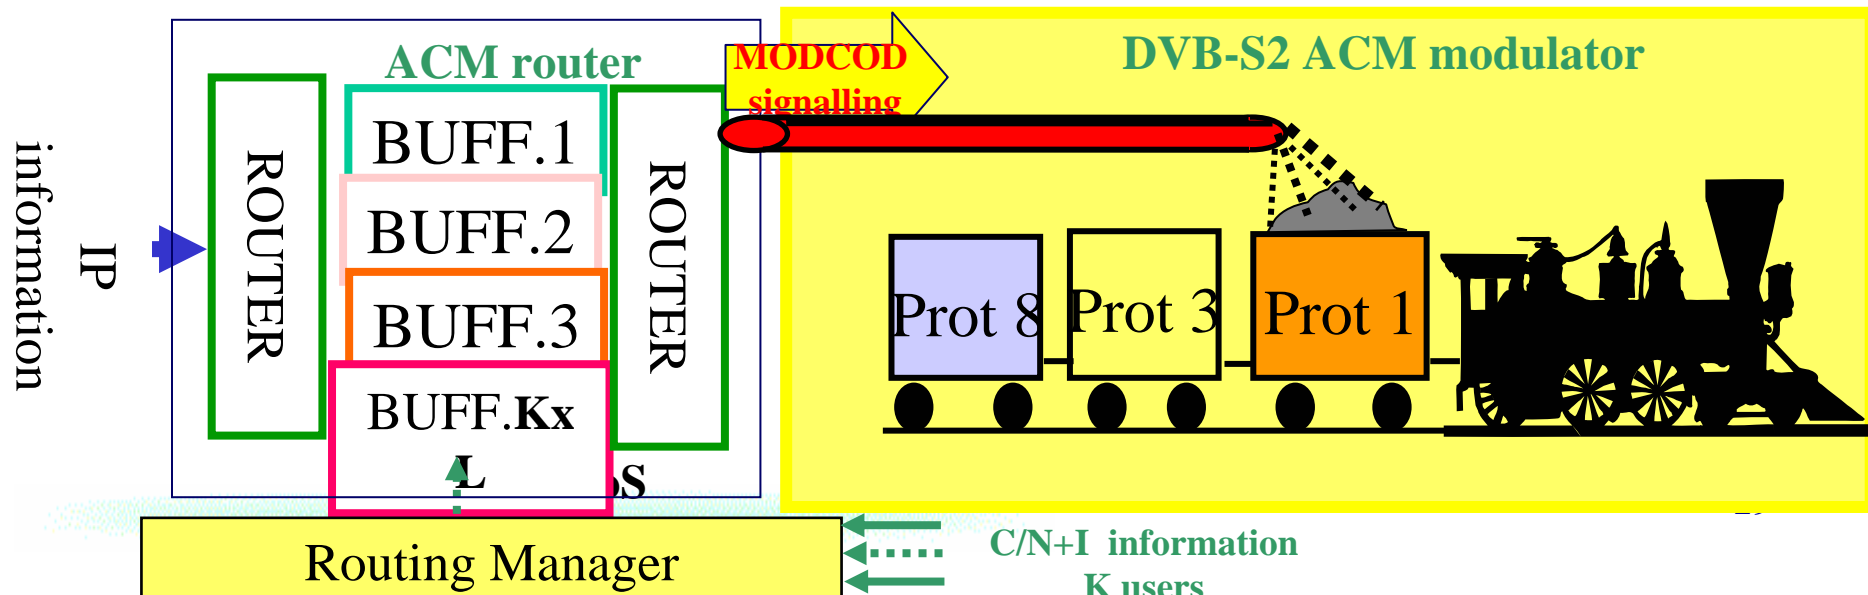 IP
information
ROUTER
ACM router
BUFF.1
BUFF.2
BUFF.3
BUFF.Kx
L
ROUTER
MODCOD
signalling
DVB-S2 ACM modulator
Prot 8
Prot 3
Prot 1
Routing Manager
C/N+I information
K users